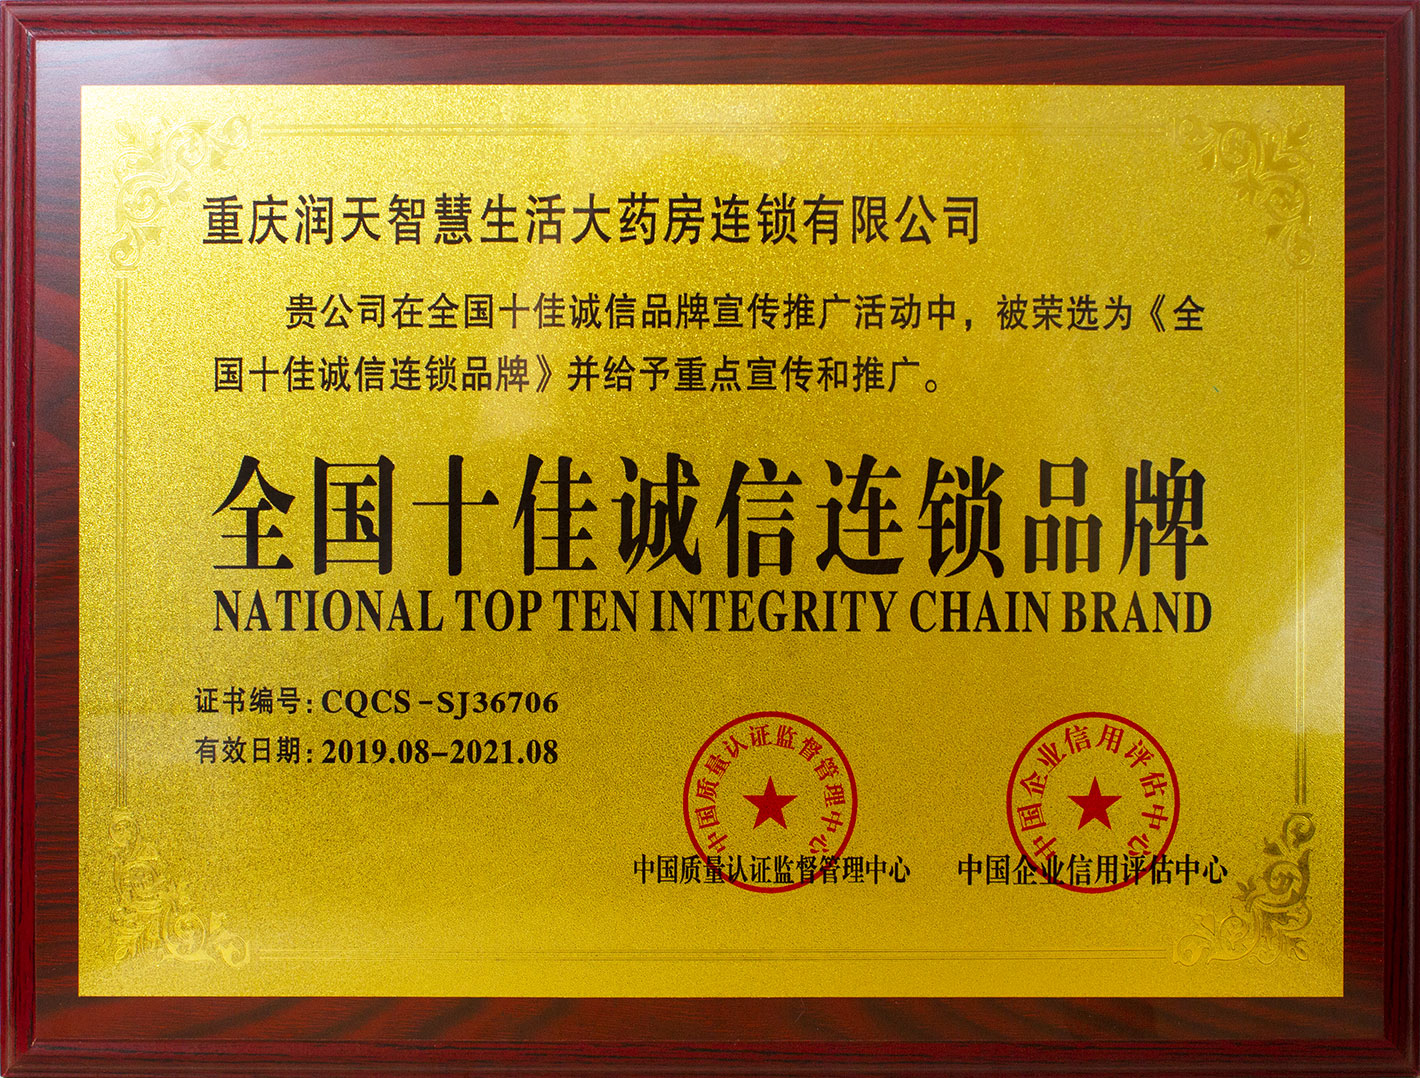 重庆润天智慧生活大药房连锁有限公司
贵公司在全国十佳诚信品牌宣传推广活动中，被荣选为《全
国十佳诚信连锁品牌》并给予重点宣传和推广。
全国十佳诚信连锁品牌
NATIONAL TOP TEN INTEGRITY CHAIN BRAND
证书编号：CQCS-SJ36706
有效日期：2019.08-2021.08
中国质量认证监督管理中心
中国企业信用评估中心
中国质量认证监督管理中心
中国企业信用评估中心